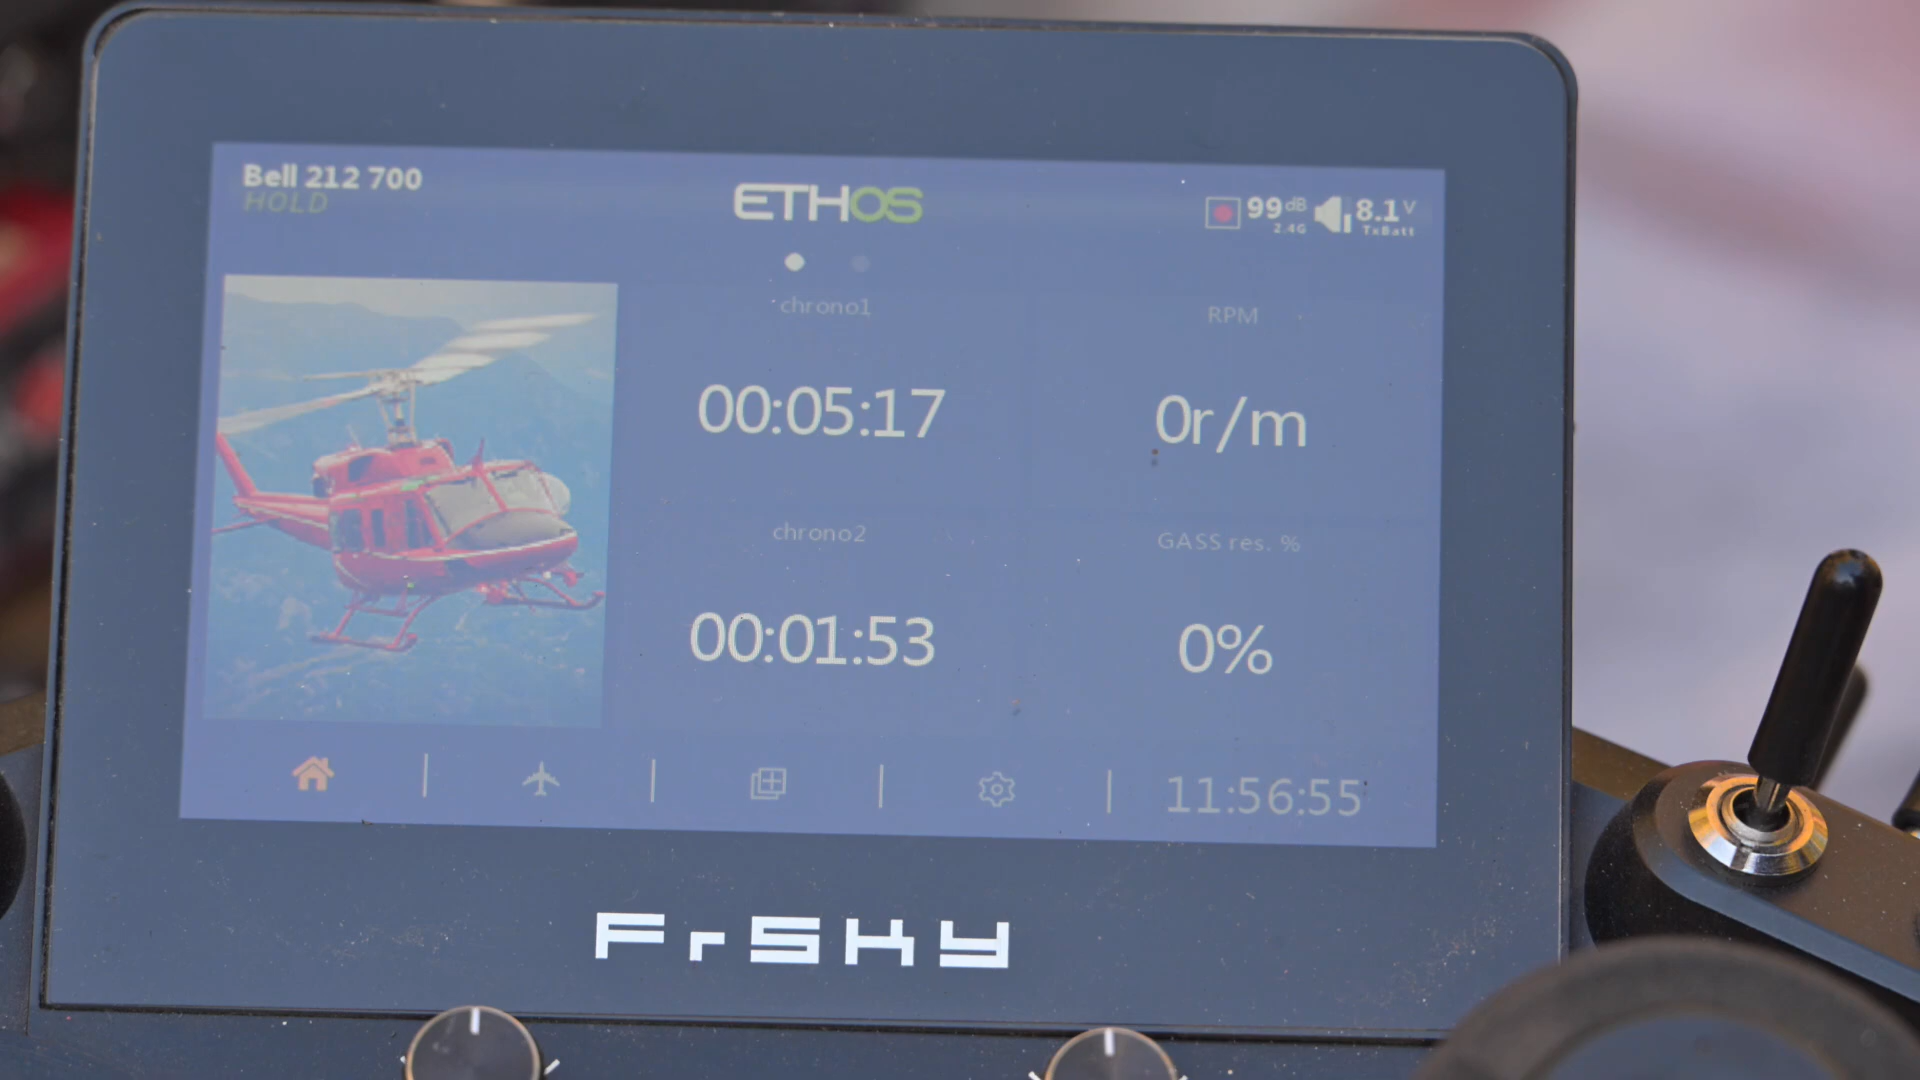 Bell 212 700
HOLD
ETHOS
99 dB
2.4G
8.1 V
TxBatt
chrono1
00:05:17
RPM
0r/m
chrono2
00:01:53
GASS res. %
0%
11:56:55
FrSKY